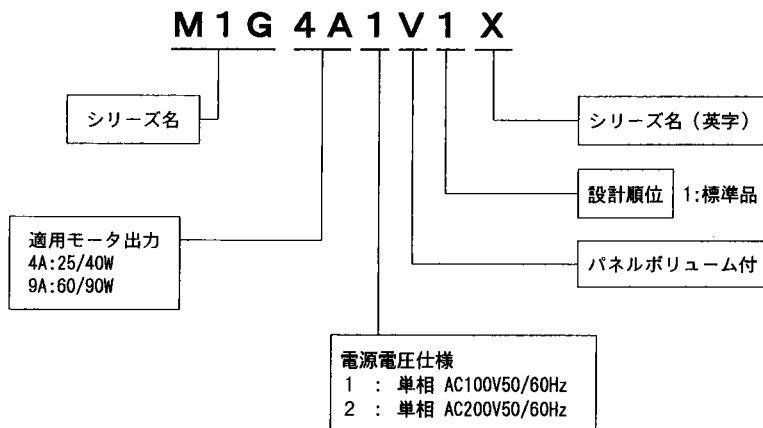 M1G 4A 1 V 1 X
シリーズ名
シリーズ名（英字）
設計順位 1:標準品
適用モータ出力
4A:25/40W
9A:60/90W
パネルボリューム付
電源電圧仕様
1 : 単相 AC100V50/60Hz
2 : 単相 AC200V50/60Hz